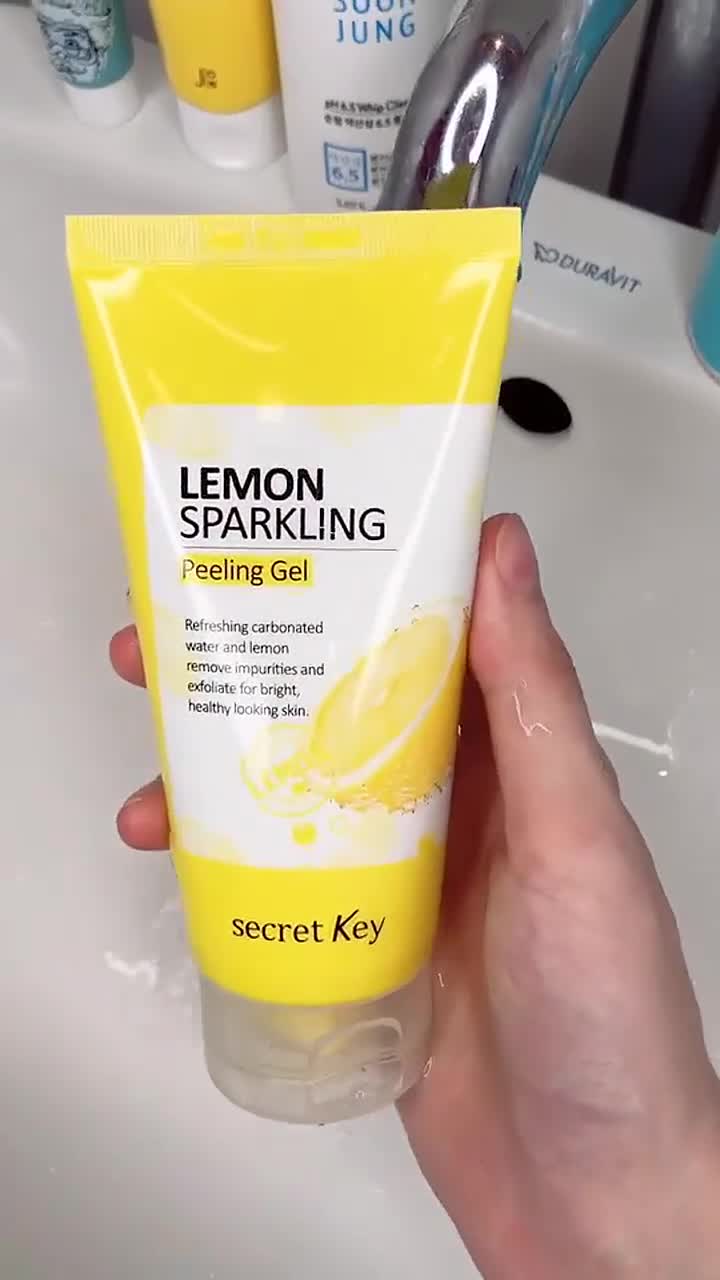 SOON
JUNG
pH 6.5 Whip
6.5
DURAVIT
LEMON
SPARKLING
Peeling Gel
Refreshing carbonated
water and lemon
remove impurities and
exfoliate for bright,
healthy looking skin.
secret Key